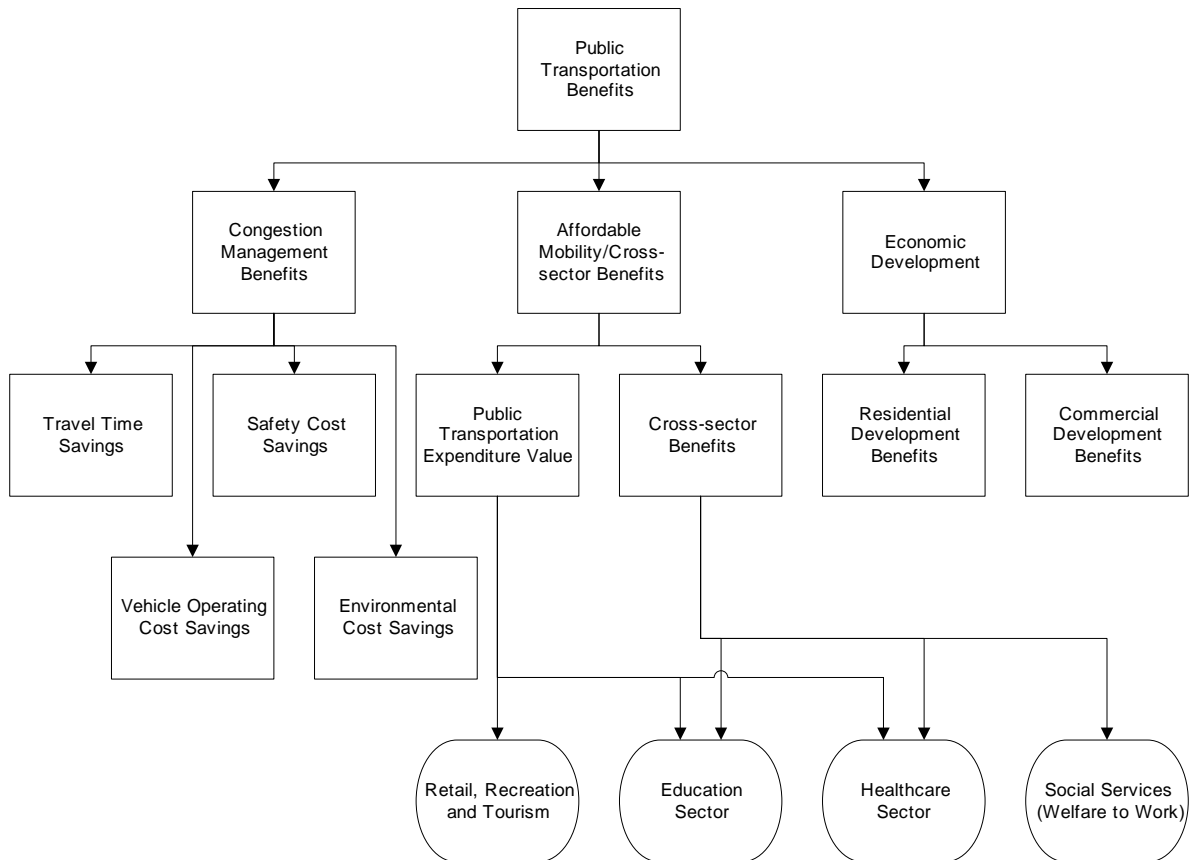 Public
Transportation
Benefits
Congestion
Management
Benefits
Affordable
Mobility/Cross-
sector Benefits
Economic
Development
Travel Time
Savings
Safety Cost
Savings
Public
Transportation
Expenditure Value
Cross-sector
Benefits
Residential
Development
Benefits
Commercial
Development
Benefits
Vehicle Operating
Cost Savings
Environmental
Cost Savings
Retail, Recreation
and Tourism
Education
Sector
Healthcare
Sector
Social Services
(Welfare to Work)